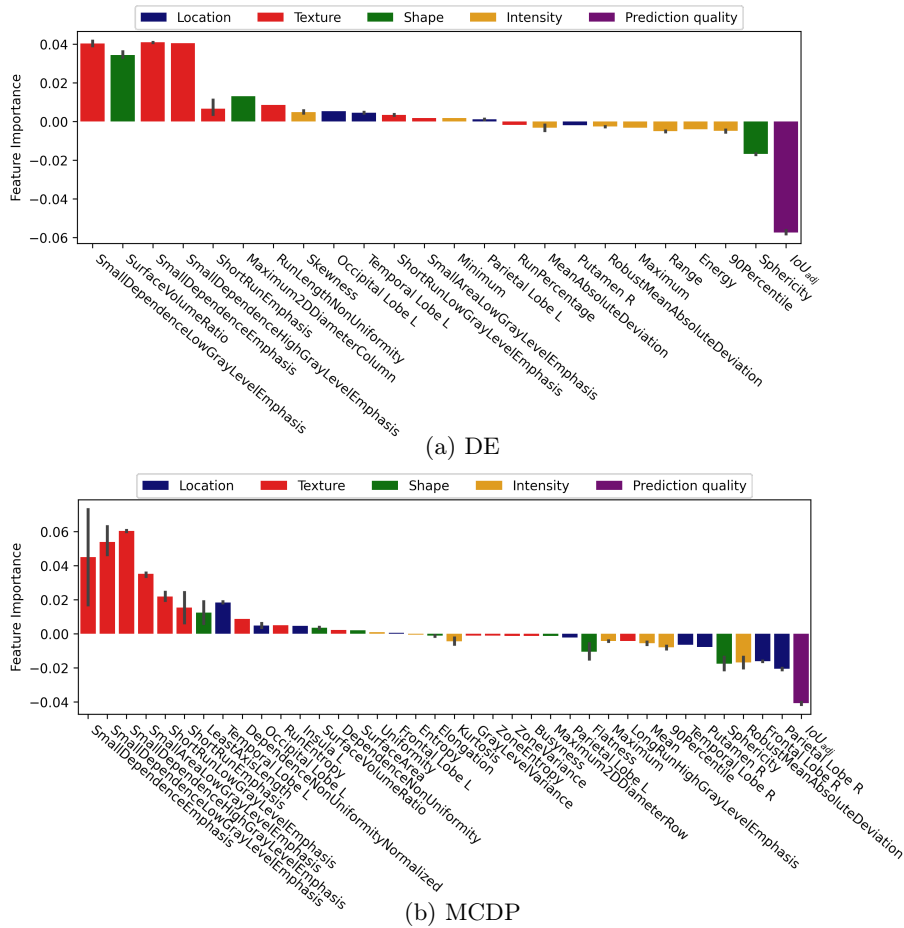 Location Texture Shape Intensity Prediction quality
0.04
0.02
0.00
−0.02
−0.04
−0.06
Feature Importance
SmallDependenceLowGrayLevelEmphasis
SurfaceVolumeRatio
SmallDependenceEmphasis
SmallDependenceHighGrayLevelEmphasis
ShortRunEmphasis
Maximum2DDiameterColumn
RunLengthNonUniformity
Skewness
Occipital Lobe L
Temporal Lobe L
ShortRunLowGrayLevelEmphasis
SmallAreaLowGrayLevelEmphasis
Minimum
Parietal Lobe L
RunPercentage
MeanAbsoluteDeviation
Putamen R
RobustMeanAbsoluteDeviation
Maximum
Range
Energy
90Percentile
Sphericity
IoU_adj
(a) DE
Location Texture Shape Intensity Prediction quality
0.06
0.04
0.02
0.00
−0.02
−0.04
Feature Importance
SmallDependenceEmphasis
SmallDependenceLowGrayLevelEmphasis
SmallDependenceHighGrayLevelEmphasis
SmallAreaLowGrayLevelEmphasis
ShortRunLowGrayLevelEmphasis
ShortRunEmphasis
LeastAxisLength
Temporal Lobe L
DependenceNonUniformityNormalized
Occipital Lobe L
RunEntropy
Insula L
SurfaceVolumeRatio
DependenceNonUniformity
SurfaceArea
Uniformity
Frontal Lobe L
Entropy
Elongation
Kurtosis
GrayLevelVariance
ZoneEntropy
ZoneVariance
Busyness
Maximum2DDiameterRow
Parietal Lobe L
Flatness
Maximum
LongRunHighGrayLevelEmphasis
Mean
90Percentile
Temporal Lobe R
Putamen R
Sphericity
RobustMeanAbsoluteDeviation
Frontal Lobe R
Parietal Lobe R
IoU_adj
(b) MCDP